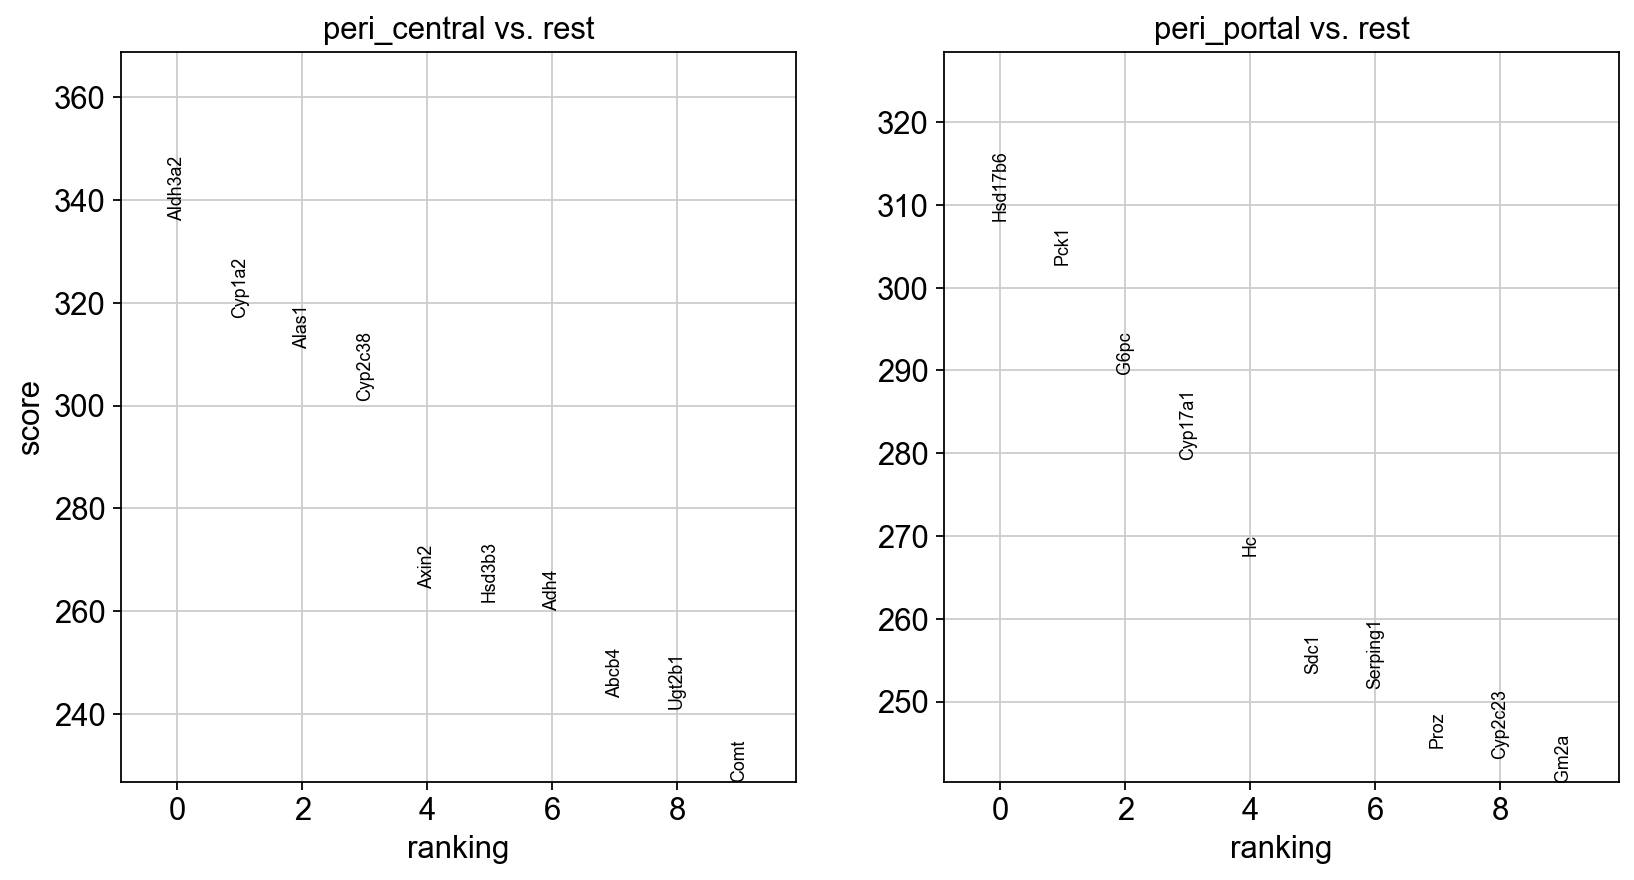 peri_central vs. rest
score
360
340
320
300
280
260
240
Aldh3a2
Cyp1a2
Alas1
Cyp2c38
Axin2
Hsd3b3
Adh4
Abcb4
Ugt2b1
Comt
0 2 4 6 8
ranking
peri_portal vs. rest
320
310
300
290
280
270
260
250
Hsd17b6
Pck1
G6pc
Cyp17a1
Hc
Sdc1
Serping1
Proz
Cyp2c23
Gm2a
0 2 4 6 8
ranking